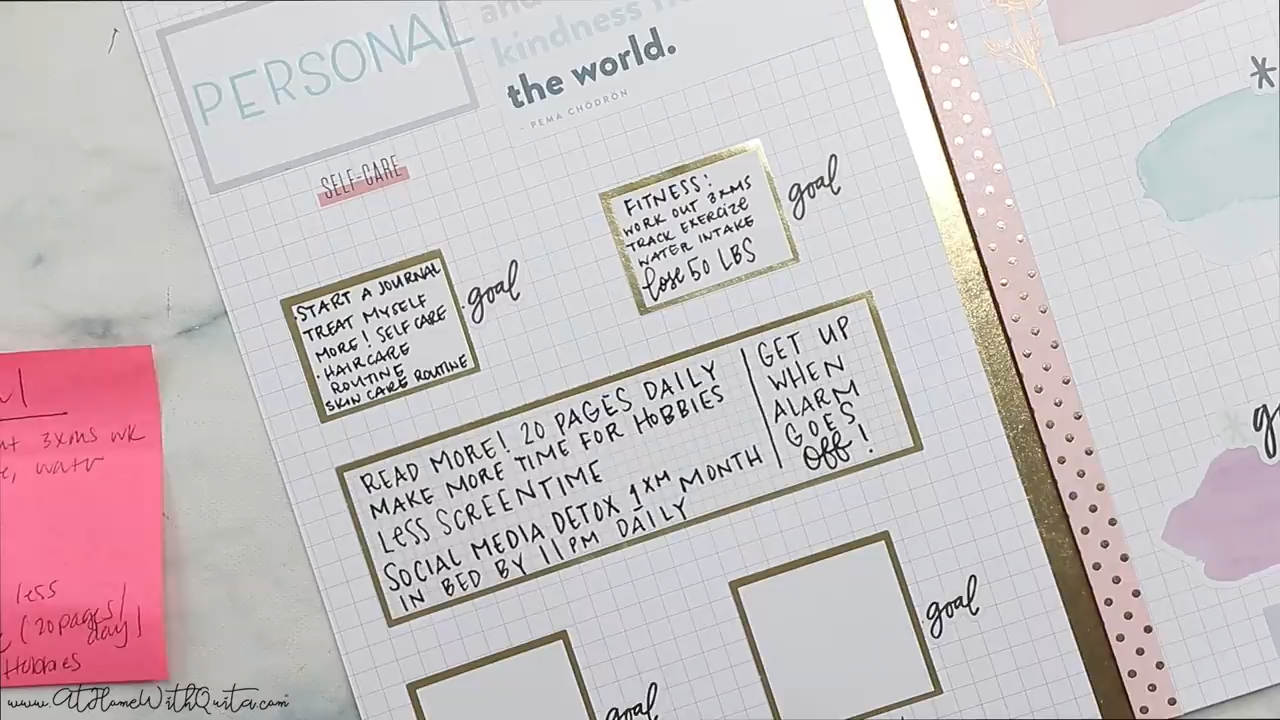 PERSONAL
and
kindness
the world.
- PEMA CHÖDRÖN
SELF-CARE
FITNESS:
WORK OUT 3XMS
TRACK EXERCIZE
WATER INTAKE
lose 50 LBS
goal
START A JOURNAL
TREAT MYSELF
MORE! SELF CARE
· HAIRCARE
ROUTINE
SKIN CARE ROUTINE
goal
READ MORE! 20 PAGES DAILY
MAKE MORE TIME FOR HOBBIES
LESS SCREENTIME
SOCIAL MEDIA DETOX 1XM MONTH
IN BED BY 11PM DAILY
GET UP
WHEN
ALARM
GOES
OFF!
goal
goal
3xms wk
water
less
(20 pages/
day)
Hobbies
www.AtHomeWithQuita.com